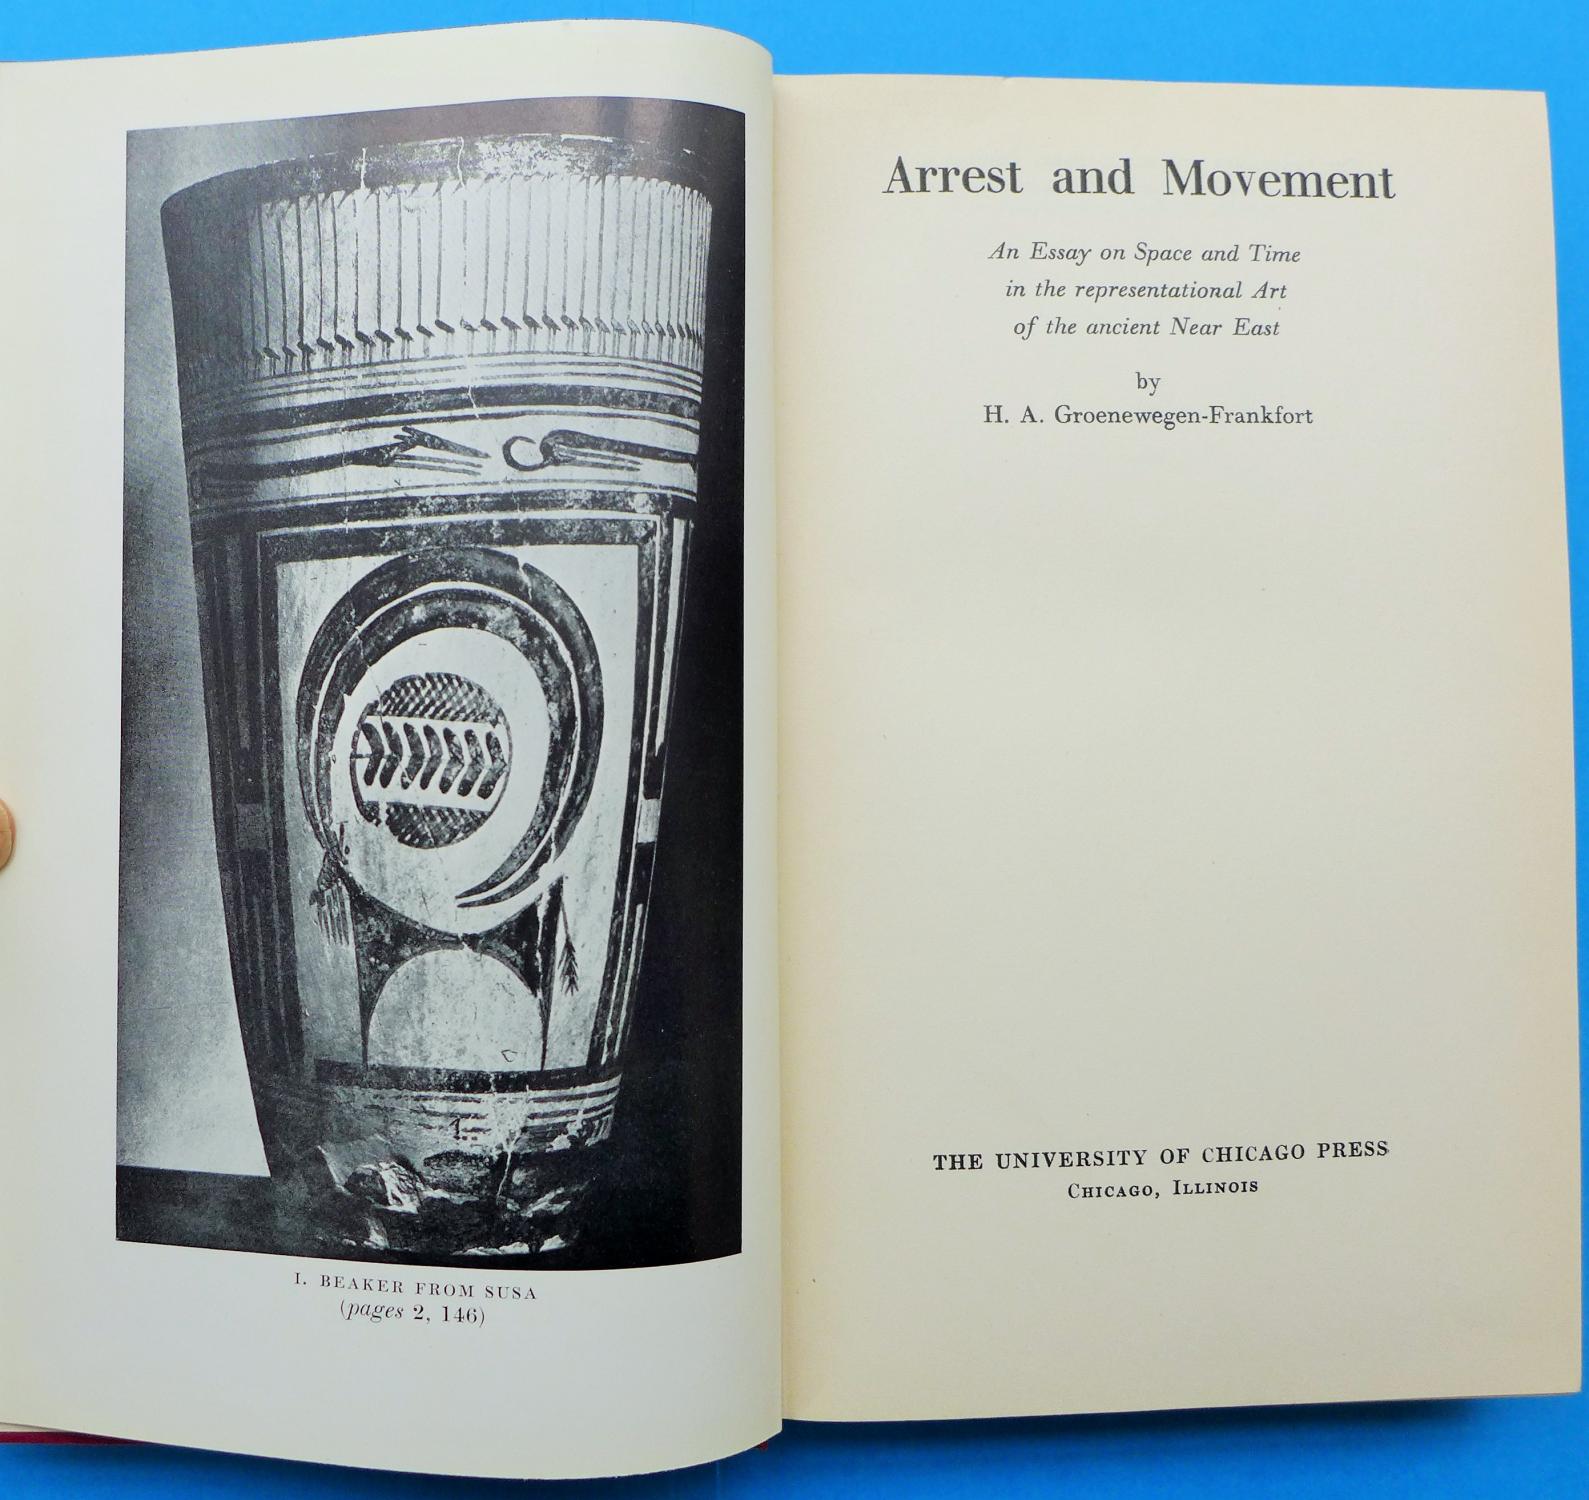 I. BEAKER FROM SUSA
(pages 2, 146)
Arrest and Movement
An Essay on Space and Time
in the representational Art
of the ancient Near East
by
H. A. Groenewegen-Frankfort
THE UNIVERSITY OF CHICAGO PRESS
CHICAGO, ILLINOIS